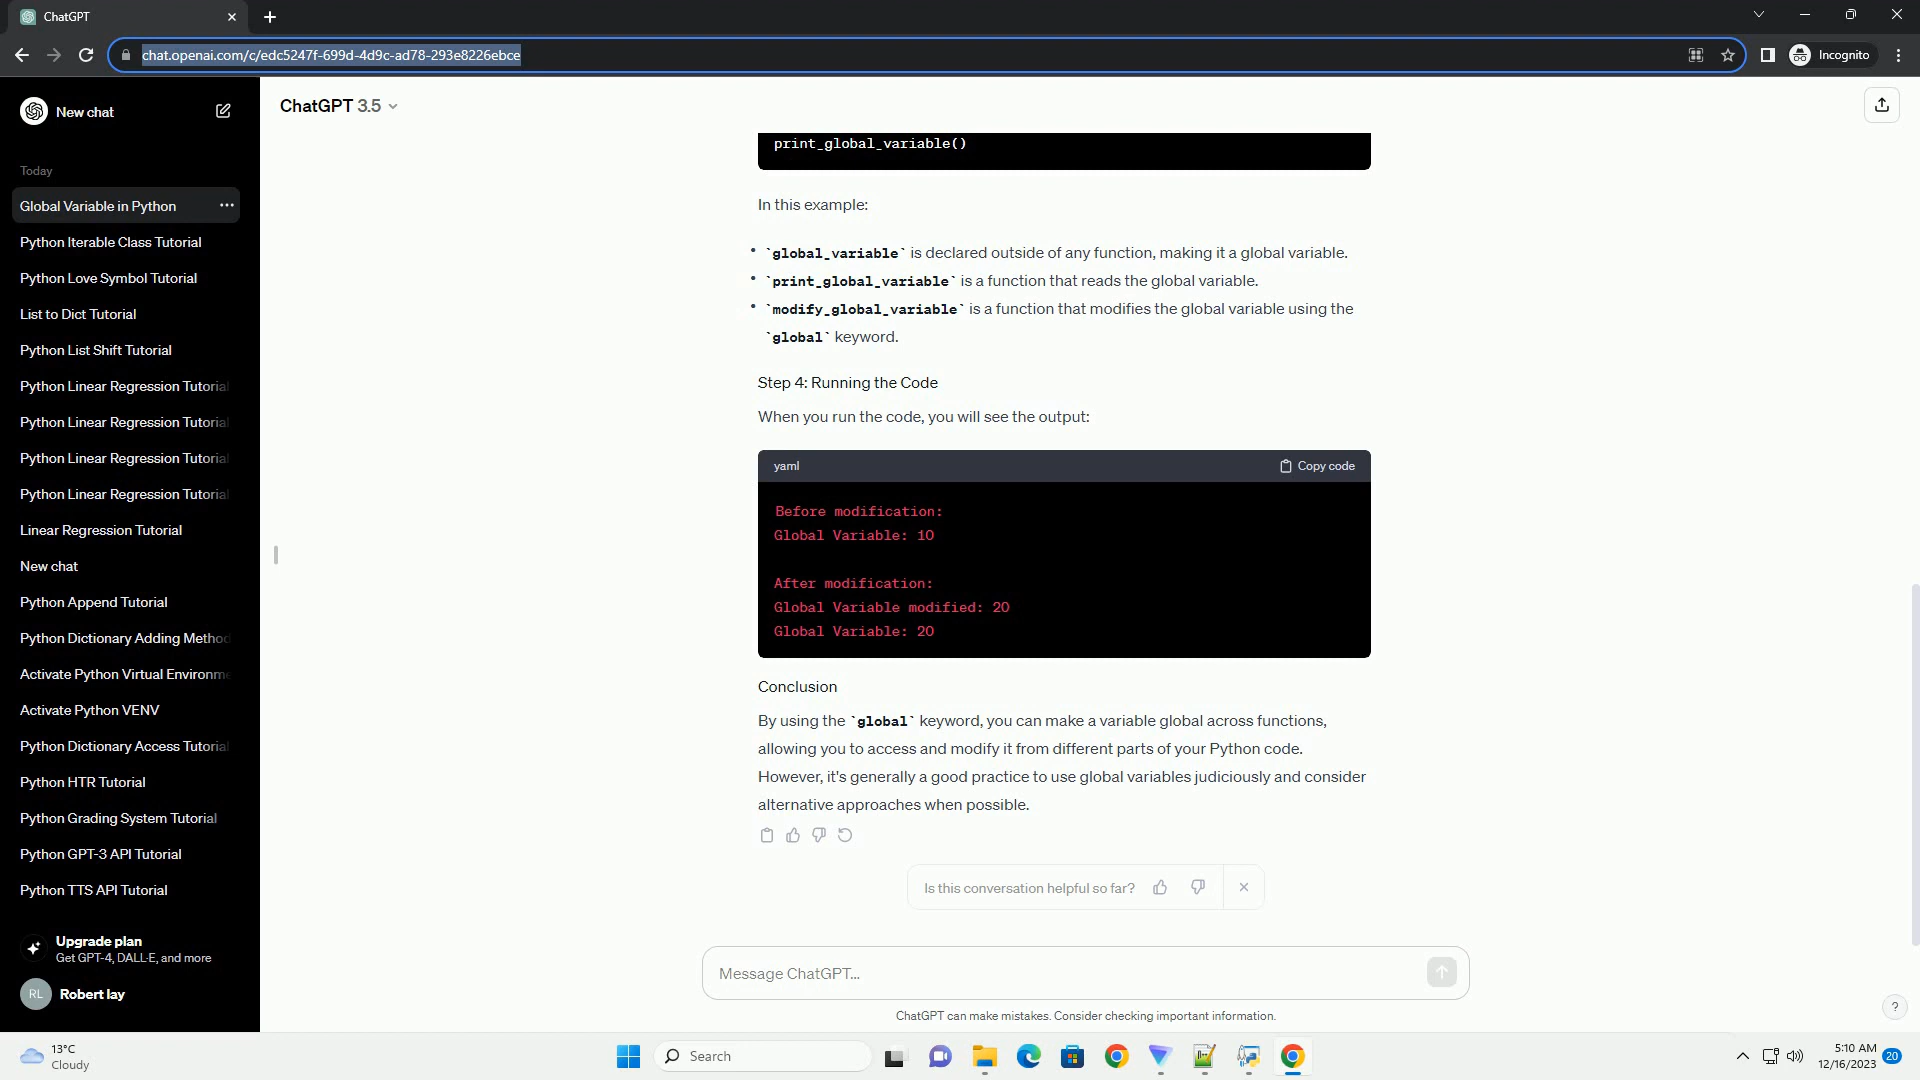 ChatGPT
chat.openai.com/c/edc5247f-699d-4d9c-ad78-293e8226ebce
Incognito
New chat
Today
Global Variable in Python
Python Iterable Class Tutorial
Python Love Symbol Tutorial
List to Dict Tutorial
Python List Shift Tutorial
Python Linear Regression Tutorial
Python Linear Regression Tutorial
Python Linear Regression Tutorial
Python Linear Regression Tutorial
Linear Regression Tutorial
New chat
Python Append Tutorial
Python Dictionary Adding Method
Activate Python Virtual Environme
Activate Python VENV
Python Dictionary Access Tutorial
Python HTR Tutorial
Python Grading System Tutorial
Python GPT-3 API Tutorial
Python TTS API Tutorial
Upgrade plan
Get GPT-4, DALL·E, and more
RL
Robert lay
ChatGPT 3.5
print_global_variable()
In this example:
• `global_variable` is declared outside of any function, making it a global variable.
• `print_global_variable` is a function that reads the global variable.
• `modify_global_variable` is a function that modifies the global variable using the
`global` keyword.
Step 4: Running the Code
When you run the code, you will see the output:
yaml
Copy code
Before modification:
Global Variable: 10
After modification:
Global Variable modified: 20
Global Variable: 20
Conclusion
By using the `global` keyword, you can make a variable global across functions,
allowing you to access and modify it from different parts of your Python code.
However, it's generally a good practice to use global variables judiciously and consider
alternative approaches when possible.
Is this conversation helpful so far?
Message ChatGPT...
ChatGPT can make mistakes. Consider checking important information.
?
13°C
Cloudy
Search
5:10 AM
12/16/2023
20